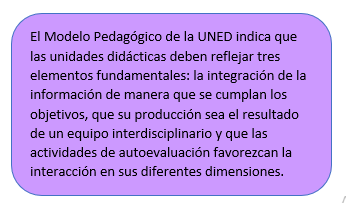 El Modelo Pedagógico de la UNED indica que
las unidades didácticas deben reflejar tres
elementos fundamentales: la integración de la
información de manera que se cumplan los
objetivos, que su producción sea el resultado
de un equipo interdisciplinario y que las
actividades de autoevaluación favorezcan la
interacción en sus diferentes dimensiones.